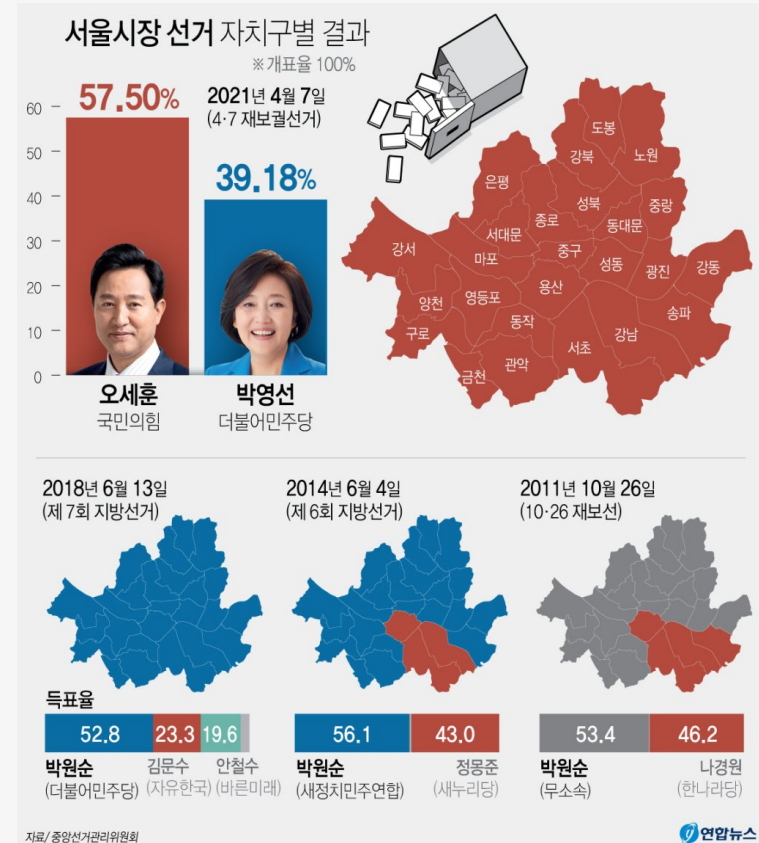 서울시장 선거 자치구별 결과
※개표율 100%
57.50%
2021년 4월 7일
(4·7 재보궐선거)
39.18%
60
50
40
30
20
10
0
오세훈
국민의힘
박영선
더불어민주당
도봉
강북
노원
은평
성북
중랑
종로
동대문
서대문
강서
마포
중구
성동
광진
강동
용산
양천
영등포
송파
동작
구로
강남
서초
관악
금천
2018년 6월 13일
(제 7회 지방선거)
2014년 6월 4일
(제 6회 지방선거)
2011년 10월 26일
(10·26 재보선)
득표율
52.8 23.3 19.6
박원순 김문수 안철수
(더불어민주당) (자유한국) (바른미래)
56.1 43.0
박원순 정몽준
(새정치민주연합) (새누리당)
53.4 46.2
박원순 나경원
(무소속) (한나라당)
자료/ 중앙선거관리위원회
연합뉴스